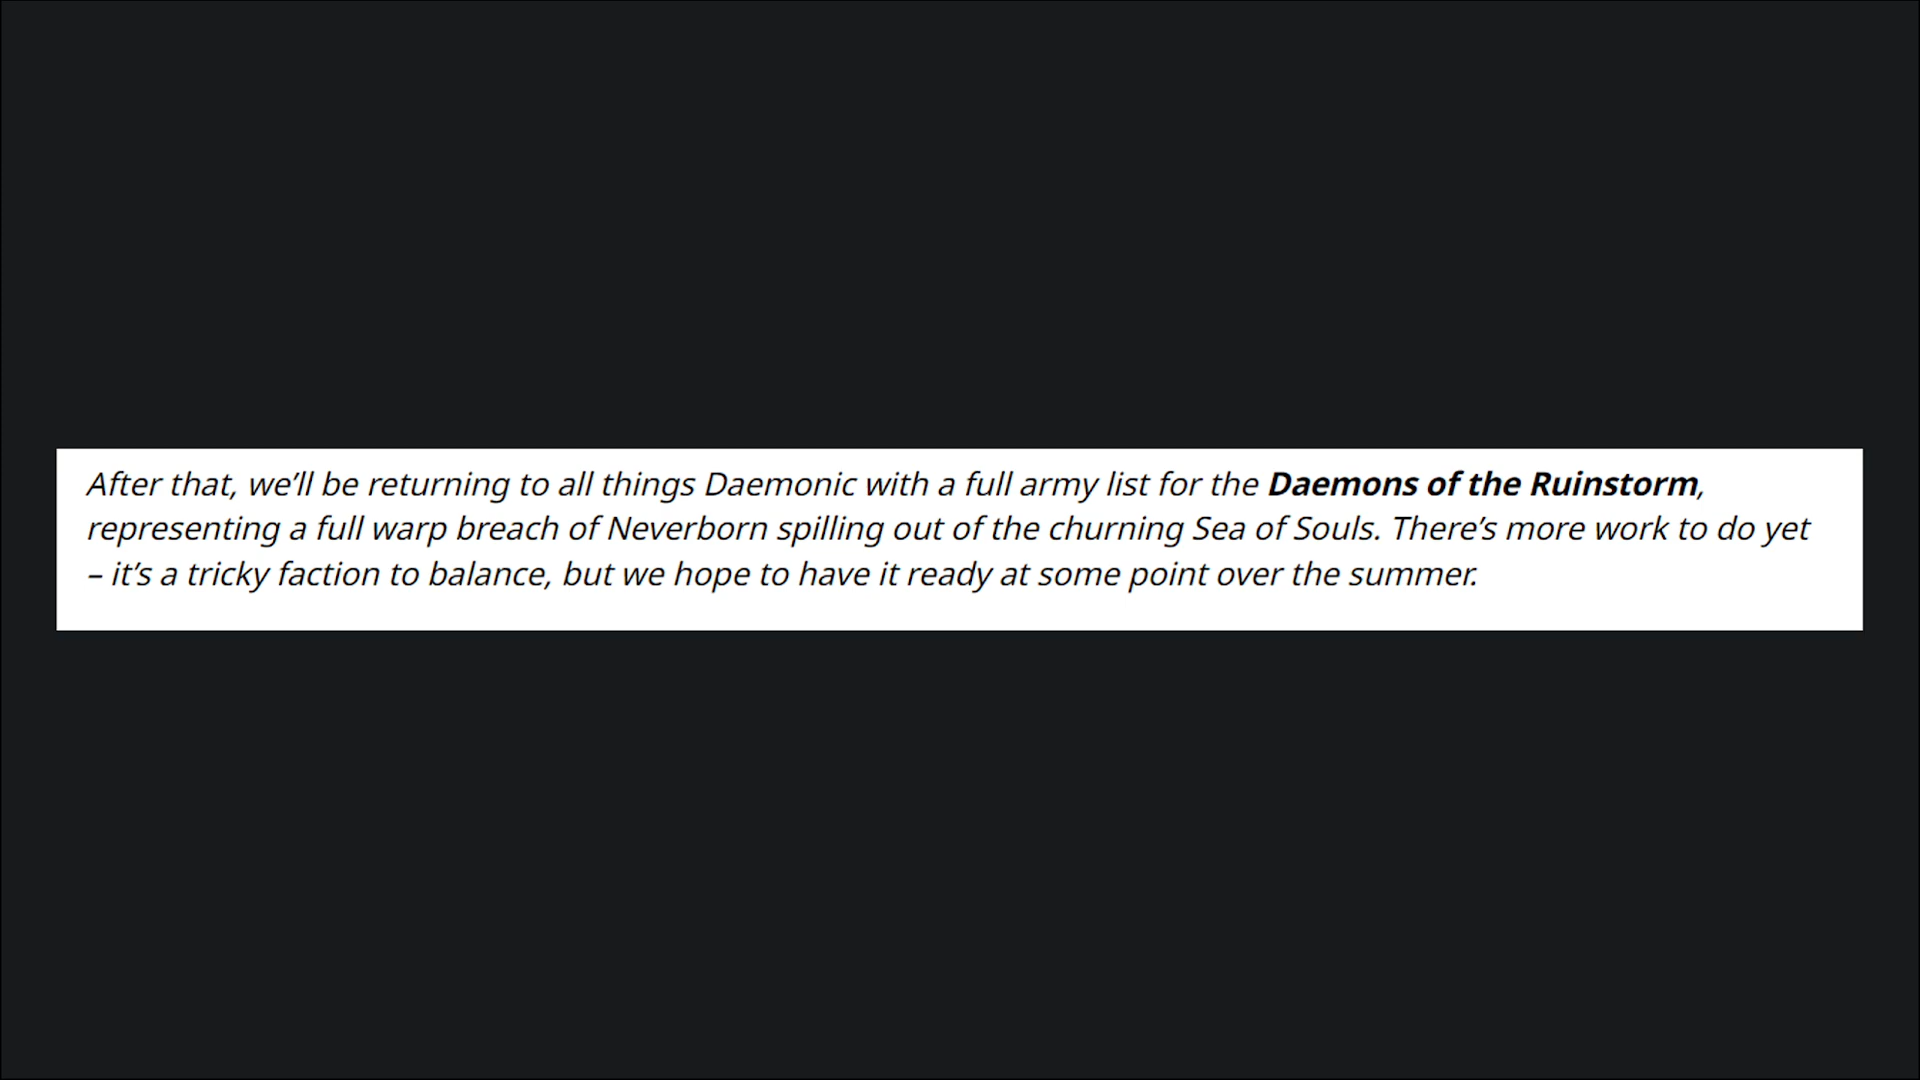 After that, we’ll be returning to all things Daemonic with a full army list for the Daemons of the Ruinstorm,
representing a full warp breach of Neverborn spilling out of the churning Sea of Souls. There’s more work to do yet
– it’s a tricky faction to balance, but we hope to have it ready at some point over the summer.